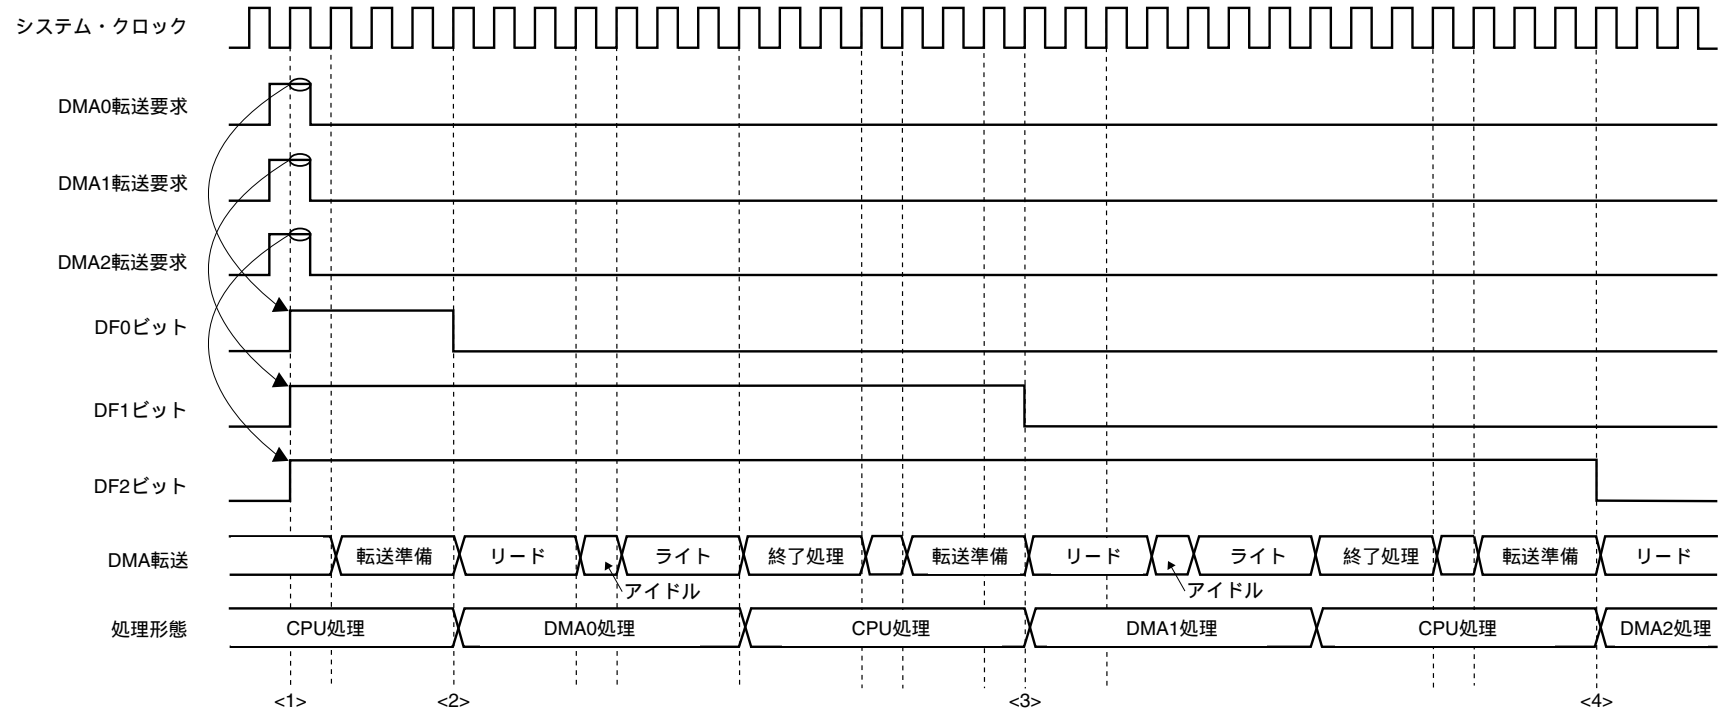 システム・クロック
DMA0転送要求
DMA1転送要求
DMA2転送要求
DF0ビット
DF1ビット
DF2ビット
DMA転送 転送準備 リード ライト 終了処理 転送準備 リード ライト 終了処理 転送準備 リード
アイドル アイドル
処理形態 CPU処理 DMA0処理 CPU処理 DMA1処理 CPU処理 DMA2処理
<1> <2> <3> <4>